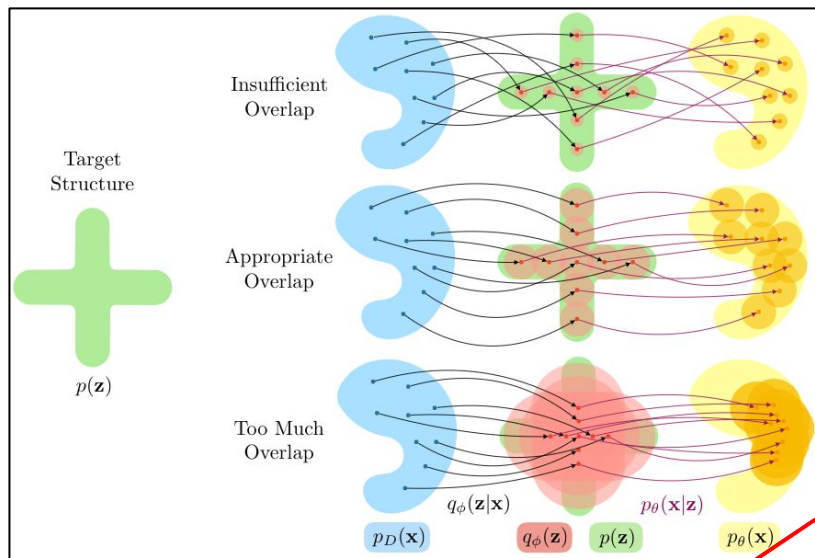 Insufficient
Overlap
Target
Structure
p(z)
Appropriate
Overlap
Too Much
Overlap
qϕ(z|x)
pθ(x|z)
pD(x)
qϕ(z)
p(z)
pθ(x)